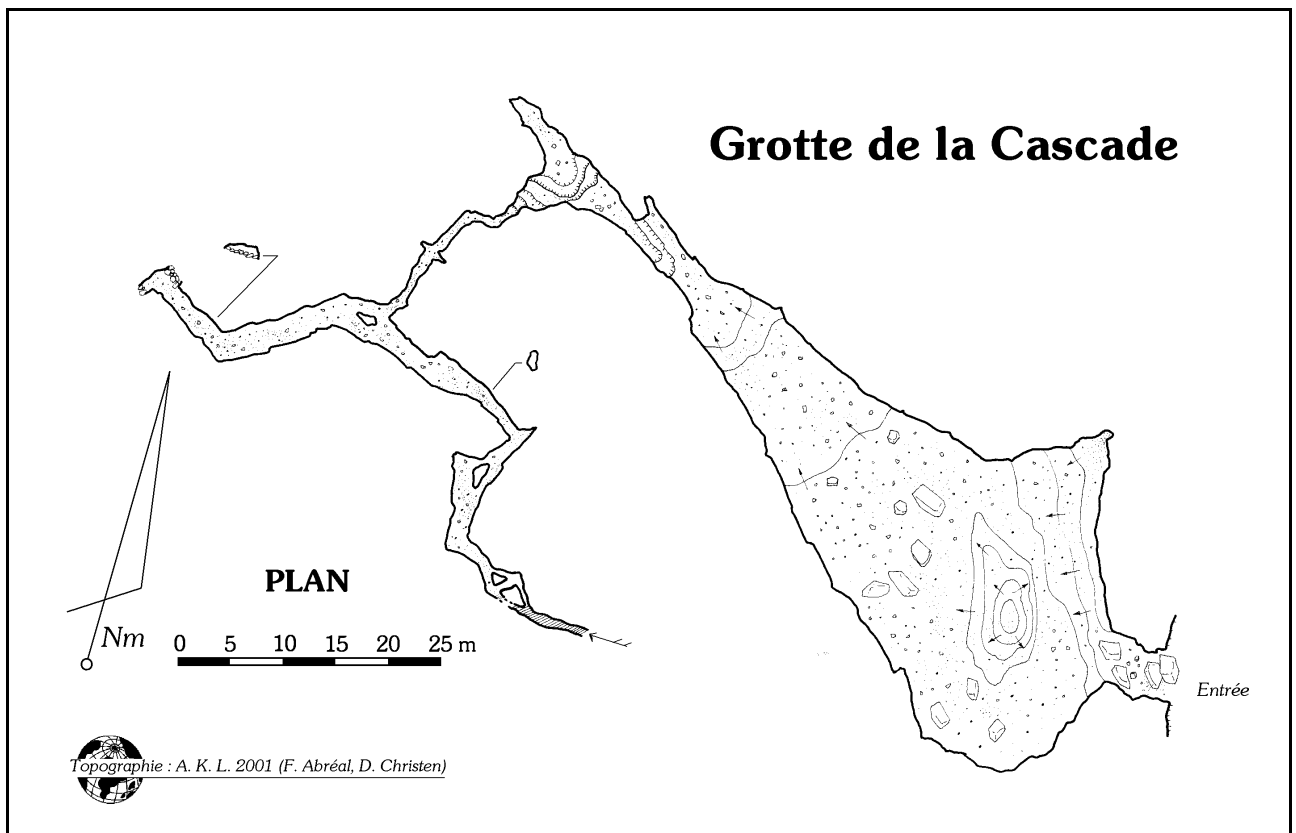 Grotte de la Cascade
PLAN
Nm
0 5 10 15 20 25 m
Entrée
Topographie : A. K. L. 2001 (F. Abréal, D. Christen)